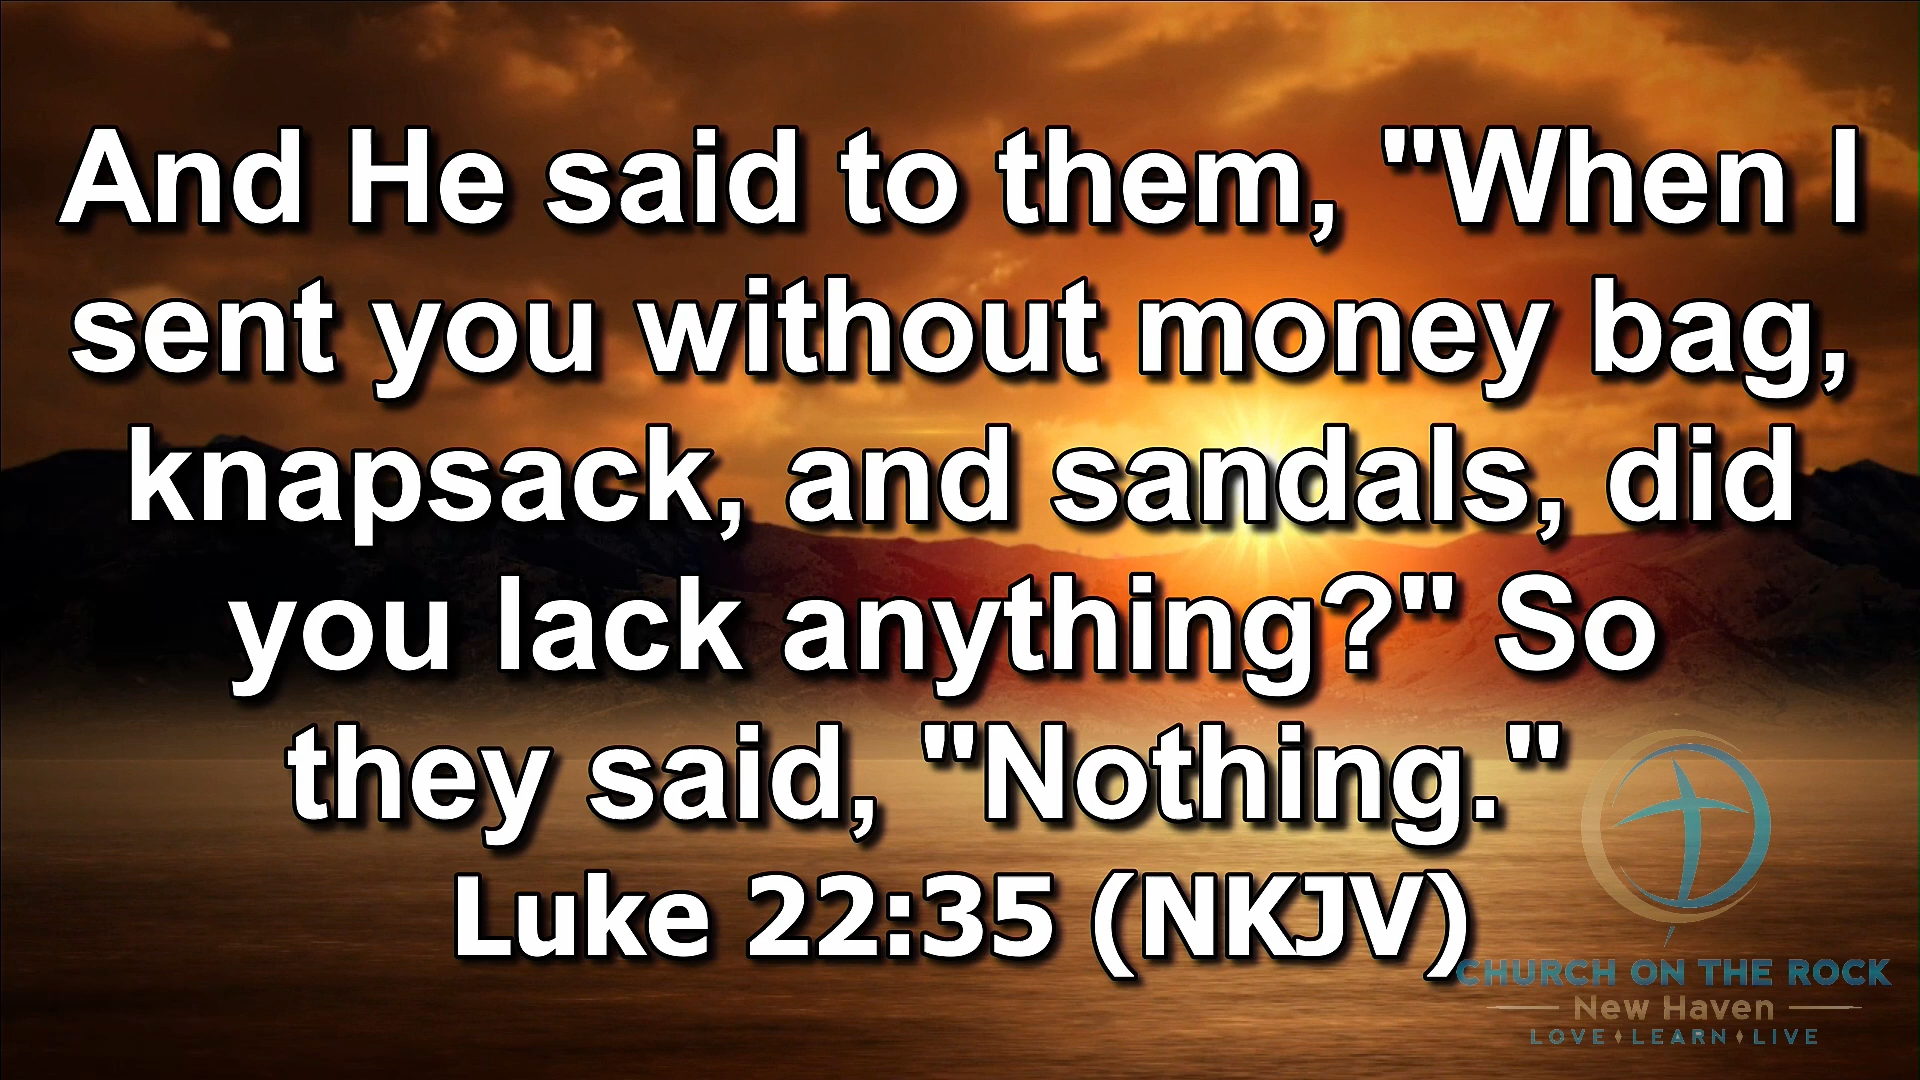 And He said to them, "When I
sent you without money bag,
knapsack, and sandals, did
you lack anything?" So
they said, "Nothing."
Luke 22:35 (NKJV)
CHURCH ON THE ROCK
New Haven
LOVE LEARN LIVE